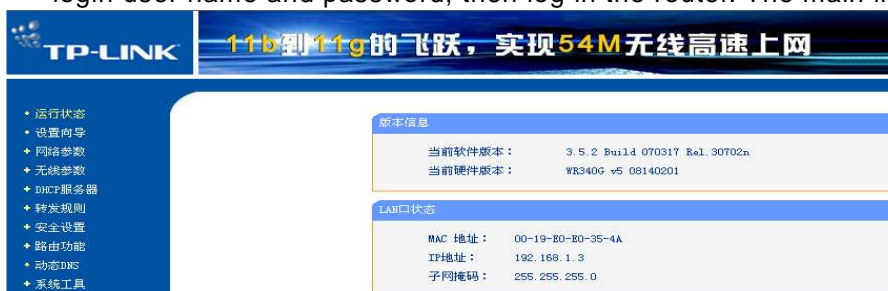 login user name and password, then log in the router. The main i
TP-LINK
11b到11g的飞跃，实现54M无线高速上网
运行状态
设置向导
网络参数
无线参数
DHCP服务器
转发规则
安全设置
路由功能
动态DNS
系统工具
版本信息
当前软件版本： 3.5.2 Build 070317 Rel.30702n
当前硬件版本： WR340G v5 08140201
LAN口状态
MAC 地址： 00-19-E0-E0-35-4A
IP地址： 192.168.1.3
子网掩码： 255.255.255.0